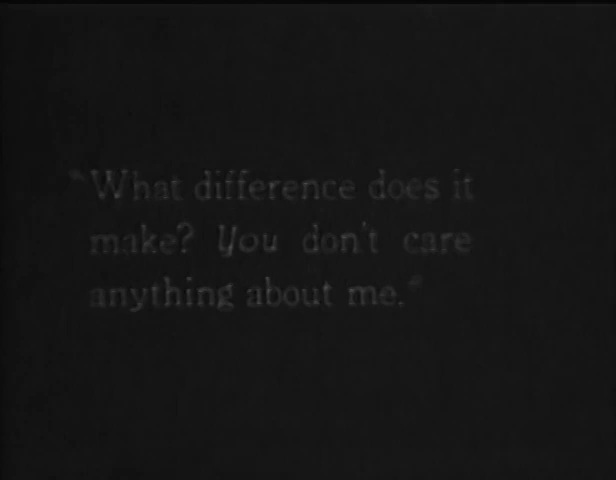 "What difference does it
make? You don't care
anything about me."